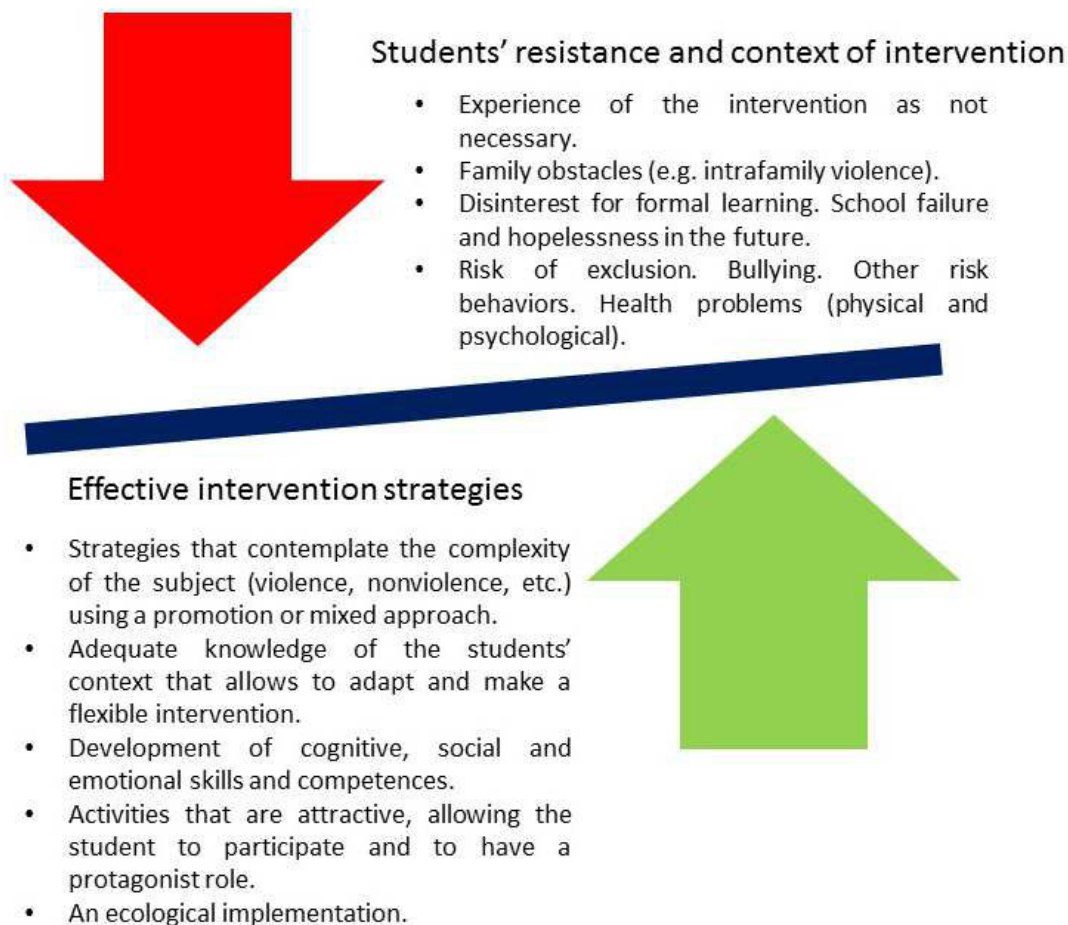 Students’ resistance and context of intervention
• Experience of the intervention as not
necessary.
• Family obstacles (e.g. intrafamily violence).
• Disinterest for formal learning. School failure
and hopelessness in the future.
• Risk of exclusion. Bullying. Other risk
behaviors. Health problems (physical and
psychological).
Effective intervention strategies
• Strategies that contemplate the complexity
of the subject (violence, nonviolence, etc.)
using a promotion or mixed approach.
• Adequate knowledge of the students’
context that allows to adapt and make a
flexible intervention.
• Development of cognitive, social and
emotional skills and competences.
• Activities that are attractive, allowing the
student to participate and to have a
protagonist role.
• An ecological implementation.